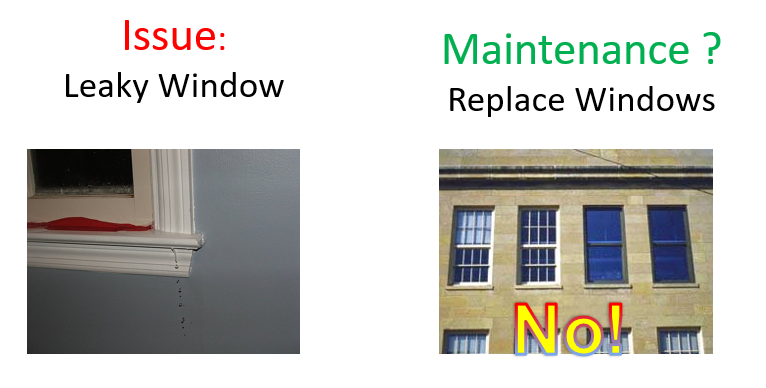 Issue:
Leaky Window
Maintenance ?
Replace Windows
No!